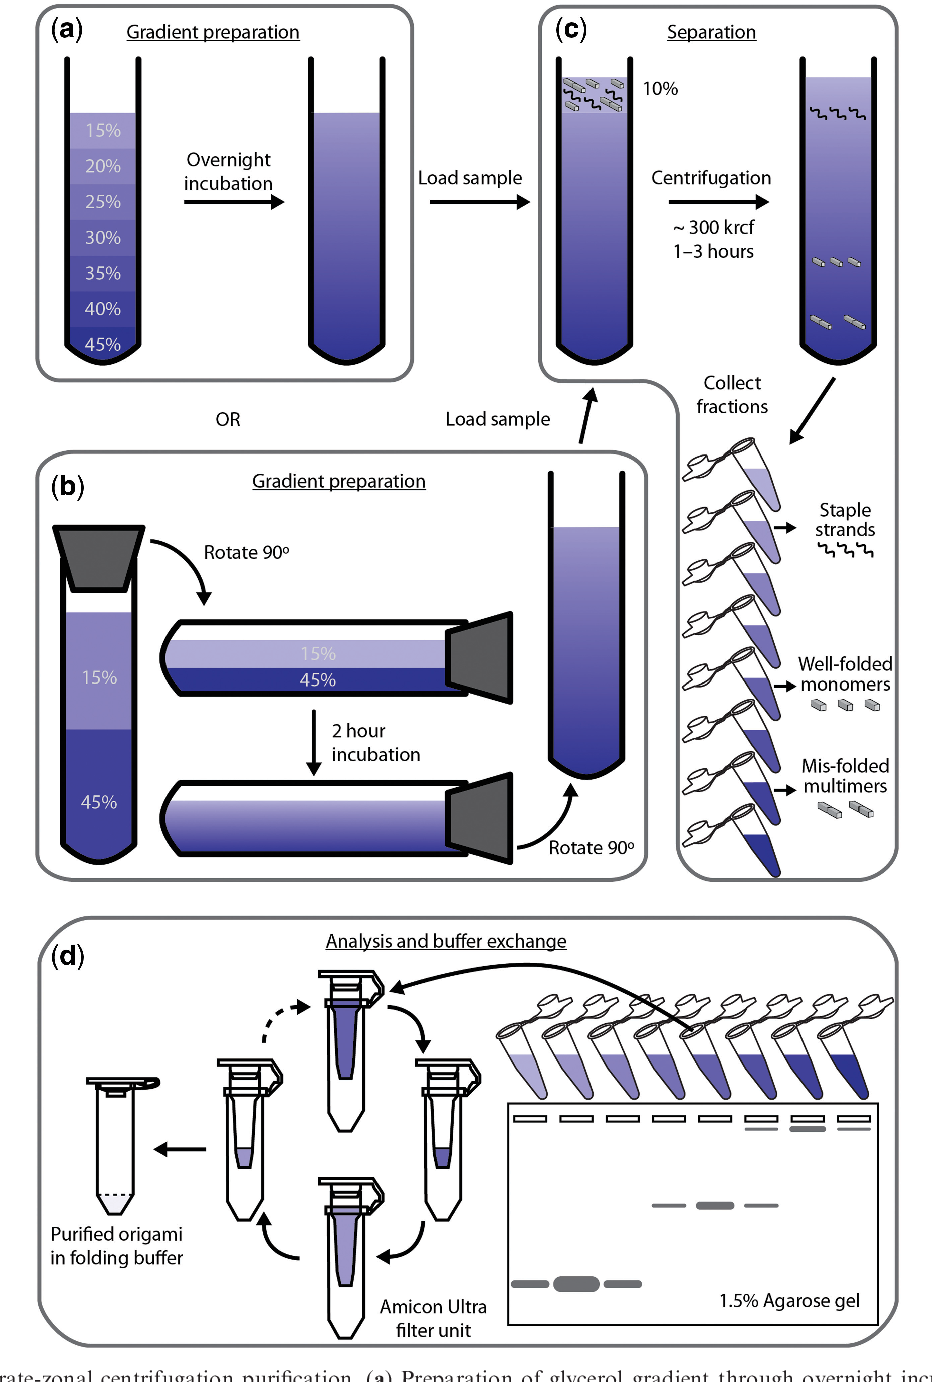 (a)
Gradient preparation
15%
20%
25%
30%
35%
40%
45%
Overnight
incubation
Load sample
(c)
Separation
10%
Centrifugation
~ 300 krcf
1–3 hours
Collect
fractions
Staple
strands
Well-folded
monomers
Mis-folded
multimers
OR
Load sample
(b)
Gradient preparation
Rotate 90º
15%
45%
15%
45%
2 hour
incubation
Rotate 90º
(d)
Analysis and buffer exchange
Purified origami
in folding buffer
Amicon Ultra
filter unit
1.5% Agarose gel
rate-zonal centrifugation purification. (a) Preparation of glycerol gradient through overnight